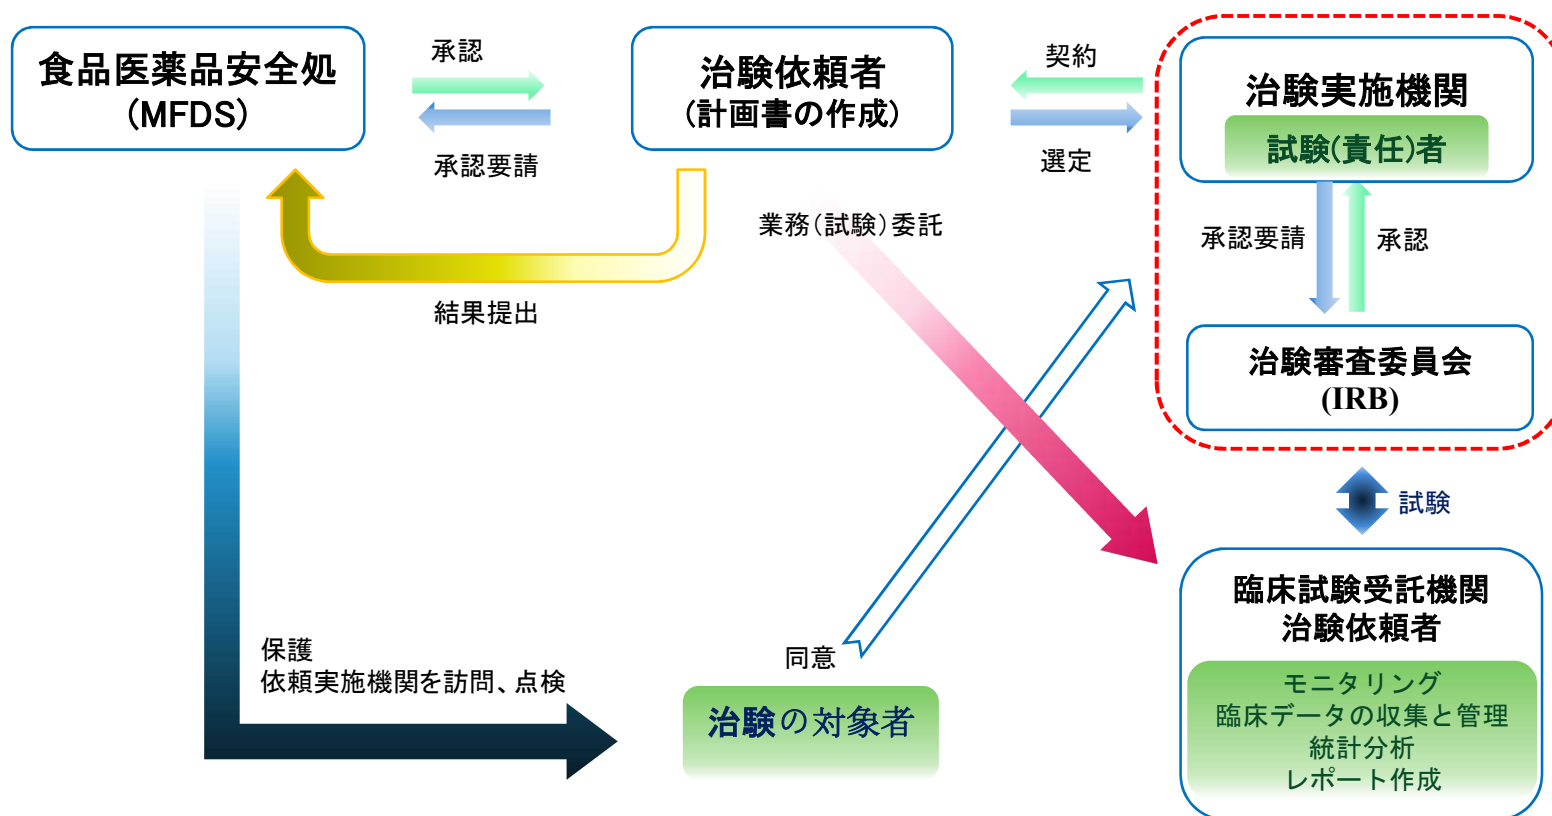 食品医薬品安全処
(MFDS)
承認
承認要請
治験依頼者
(計画書の作成)
契約
選定
治験実施機関
試験(責任)者
承認要請
承認
治験審査委員会
(IRB)
業務(試験)委託
結果提出
試験
臨床試験受託機関
治験依頼者
モニタリング
臨床データの収集と管理
統計分析
レポート作成
保護
依頼実施機関を訪問、点検
同意
治験の対象者